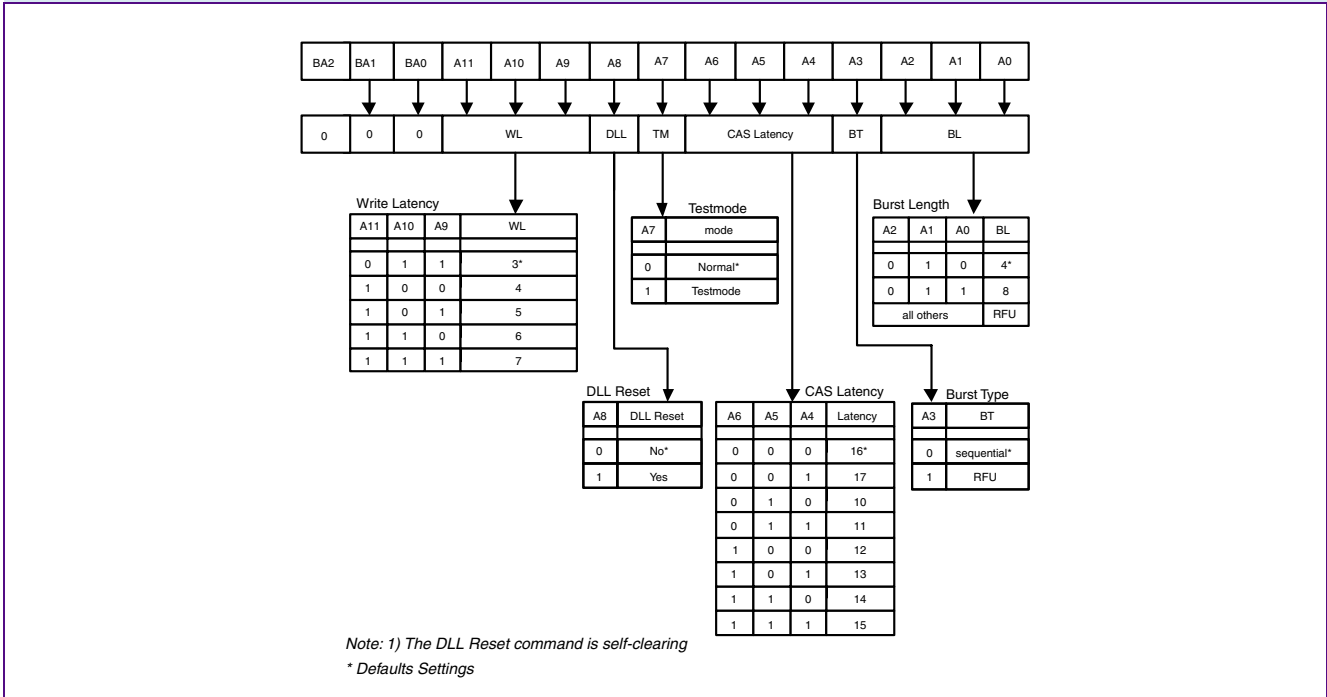 BA2 BA1 BA0 A11 A10 A9 A8 A7 A6 A5 A4 A3 A2 A1 A0
0 0 0 WL DLL TM CAS Latency BT BL
Write Latency
A11 A10 A9 WL
0 1 1 3*
1 0 0 4
1 0 1 5
1 1 0 6
1 1 1 7
Testmode
A7 mode
0 Normal*
1 Testmode
Burst Length
A2 A1 A0 BL
0 1 0 4*
0 1 1 8
all others RFU
DLL Reset
A8 DLL Reset
0 No*
1 Yes
CAS Latency
A6 A5 A4 Latency
0 0 0 16*
0 0 1 17
0 1 0 10
0 1 1 11
1 0 0 12
1 0 1 13
1 1 0 14
1 1 1 15
Burst Type
A3 BT
0 sequential*
1 RFU
Note: 1) The DLL Reset command is self-clearing
* Defaults Settings